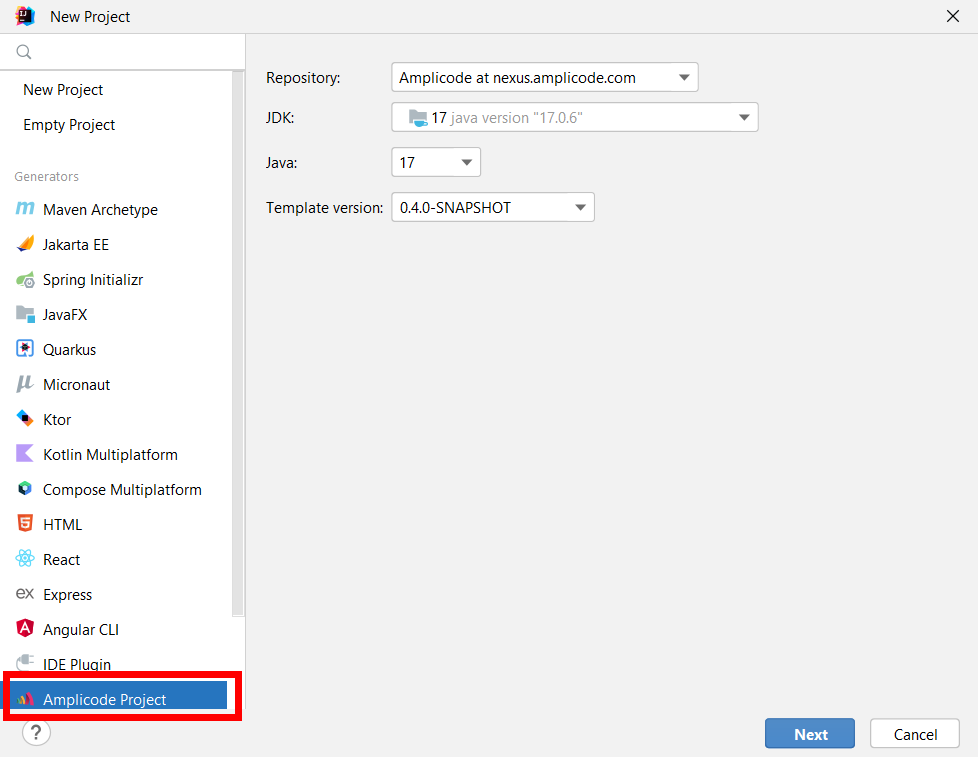 New Project
New Project
Empty Project
Generators
Maven Archetype
Jakarta EE
Spring Initializr
JavaFX
Quarkus
Micronaut
Ktor
Kotlin Multiplatform
Compose Multiplatform
HTML
React
Express
Angular CLI
IDE Plugin
Amplicode Project
Repository: Amplicode at nexus.amplicode.com
JDK: 17 java version "17.0.6"
Java: 17
Template version: 0.4.0-SNAPSHOT
? Next Cancel